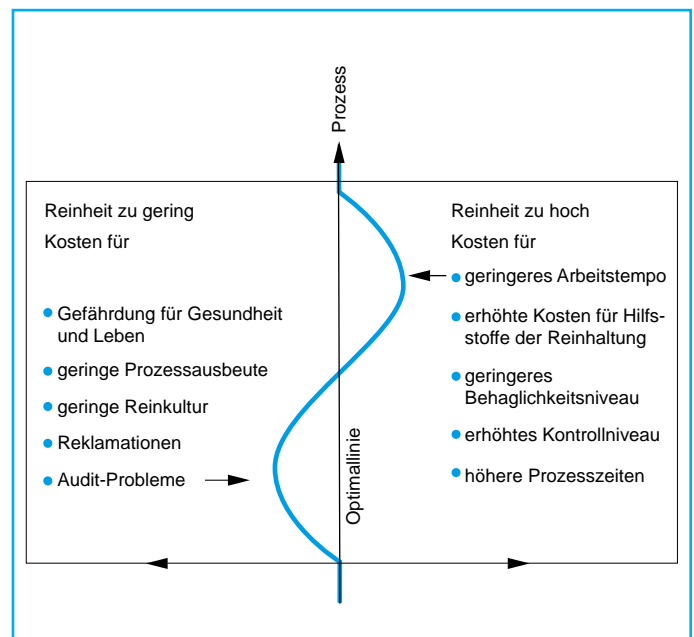 Prozess
Reinheit zu gering
Kosten für
• Gefährdung für Gesundheit
und Leben
• geringe Prozessausbeute
• geringe Reinkultur
• Reklamationen
• Audit-Probleme
Optimallinie
Reinheit zu hoch
Kosten für
• geringeres Arbeitstempo
• erhöhte Kosten für Hilfs-
stoffe der Reinhaltung
• geringeres
Behaglichkeitsniveau
• erhöhtes Kontrollniveau
• höhere Prozesszeiten